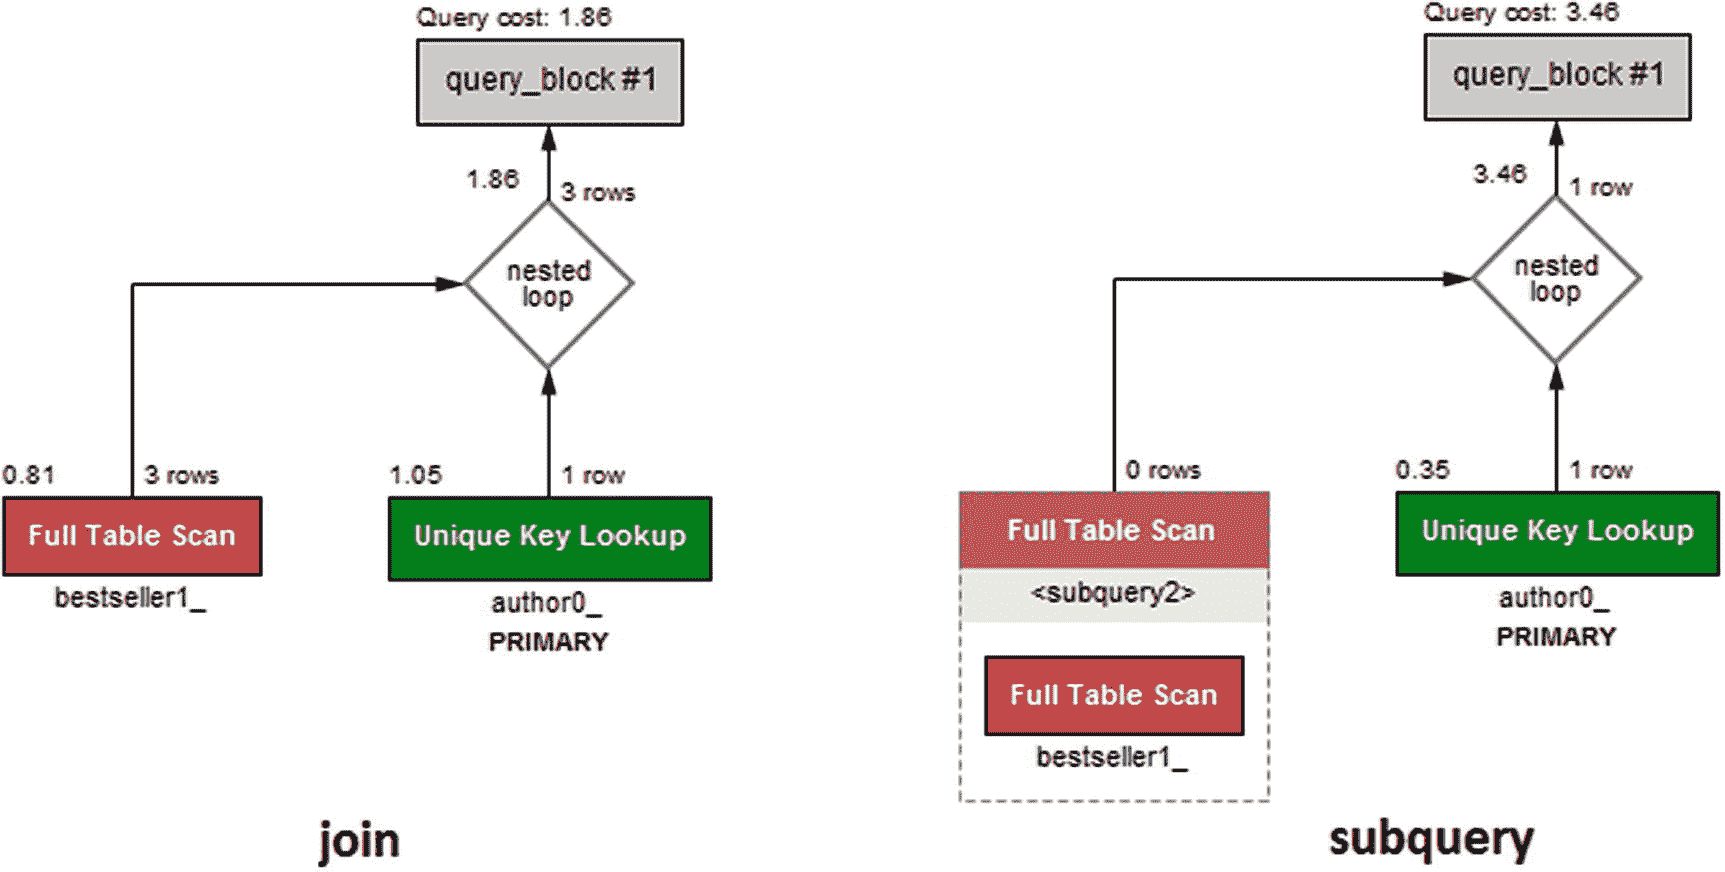 Query cost: 1.86
query_block #1
1.86
3 rows
nested
loop
0.81
3 rows
1.05
1 row
Full Table Scan
Unique Key Lookup
bestseller1_
author0_
PRIMARY
join
Query cost: 3.46
query_block #1
3.46
1 row
nested
loop
0 rows
0.35
1 row
Full Table Scan
Unique Key Lookup
<subquery2>
author0_
PRIMARY
Full Table Scan
bestseller1_
subquery